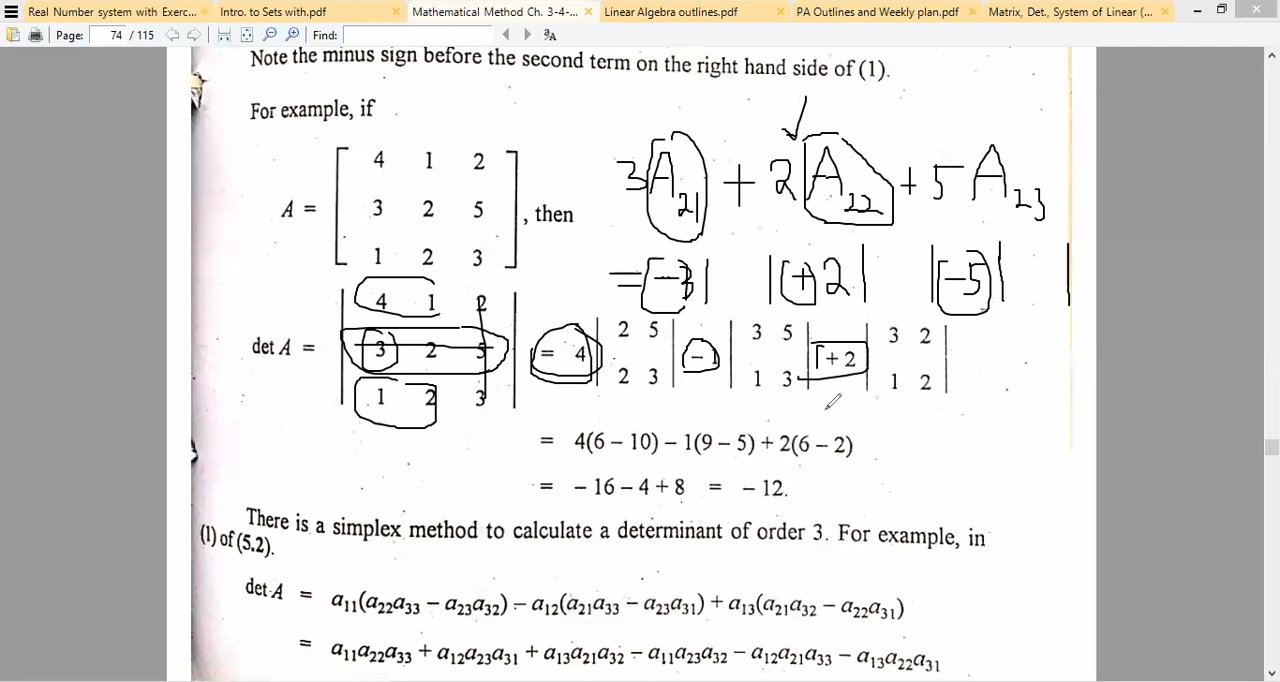 Real Number system with Exerc... Intro. to Sets with.pdf Mathematical Method Ch. 3-4-... Linear Algebra outlines.pdf PA Outlines and Weekly plan.pdf Matrix, Det., System of Linear (...
Page: 74 / 115 Find:
Note the minus sign before the second term on the right hand side of (1).
For example, if
4 1 2
A = 3 2 5 , then
1 2 3
3A21 + 2A22 + 5A23
= -3| |+2| |-5| |
4 1 2
det A = 3 2 5 = 4 | 2 5 | - 1 | 3 5 | + 2 | 3 2 |
1 2 3 | 2 3 | | 1 3 | | 1 2 |
= 4(6 − 10) − 1(9 − 5) + 2(6 − 2)
= − 16 − 4 + 8 = − 12.
There is a simplex method to calculate a determinant of order 3. For example, in
(1) of (5.2).
det A = a11(a22a33 − a23a32) − a12(a21a33 − a23a31) + a13(a21a32 − a22a31)
= a11a22a33 + a12a23a31 + a13a21a32 − a11a23a32 − a12a21a33 − a13a22a31